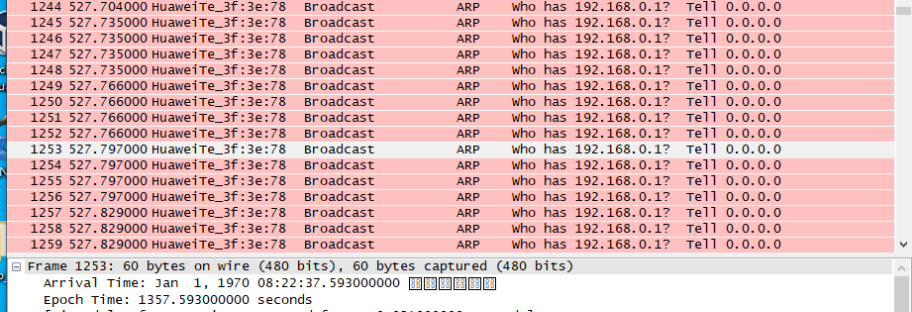 1244 527.704000 HuaweiTe_3f:3e:78 Broadcast ARP Who has 192.168.0.1? Tell 0.0.0.0
1245 527.735000 HuaweiTe_3f:3e:78 Broadcast ARP Who has 192.168.0.1? Tell 0.0.0.0
1246 527.735000 HuaweiTe_3f:3e:78 Broadcast ARP Who has 192.168.0.1? Tell 0.0.0.0
1247 527.735000 HuaweiTe_3f:3e:78 Broadcast ARP Who has 192.168.0.1? Tell 0.0.0.0
1248 527.735000 HuaweiTe_3f:3e:78 Broadcast ARP Who has 192.168.0.1? Tell 0.0.0.0
1249 527.766000 HuaweiTe_3f:3e:78 Broadcast ARP Who has 192.168.0.1? Tell 0.0.0.0
1250 527.766000 HuaweiTe_3f:3e:78 Broadcast ARP Who has 192.168.0.1? Tell 0.0.0.0
1251 527.766000 HuaweiTe_3f:3e:78 Broadcast ARP Who has 192.168.0.1? Tell 0.0.0.0
1252 527.766000 HuaweiTe_3f:3e:78 Broadcast ARP Who has 192.168.0.1? Tell 0.0.0.0
1253 527.797000 HuaweiTe_3f:3e:78 Broadcast ARP Who has 192.168.0.1? Tell 0.0.0.0
1254 527.797000 HuaweiTe_3f:3e:78 Broadcast ARP Who has 192.168.0.1? Tell 0.0.0.0
1255 527.797000 HuaweiTe_3f:3e:78 Broadcast ARP Who has 192.168.0.1? Tell 0.0.0.0
1256 527.797000 HuaweiTe_3f:3e:78 Broadcast ARP Who has 192.168.0.1? Tell 0.0.0.0
1257 527.829000 HuaweiTe_3f:3e:78 Broadcast ARP Who has 192.168.0.1? Tell 0.0.0.0
1258 527.829000 HuaweiTe_3f:3e:78 Broadcast ARP Who has 192.168.0.1? Tell 0.0.0.0
1259 527.829000 HuaweiTe_3f:3e:78 Broadcast ARP Who has 192.168.0.1? Tell 0.0.0.0
Frame 1253: 60 bytes on wire (480 bits), 60 bytes captured (480 bits)
Arrival Time: Jan 1, 1970 08:22:37.593000000
Epoch Time: 1357.593000000 seconds